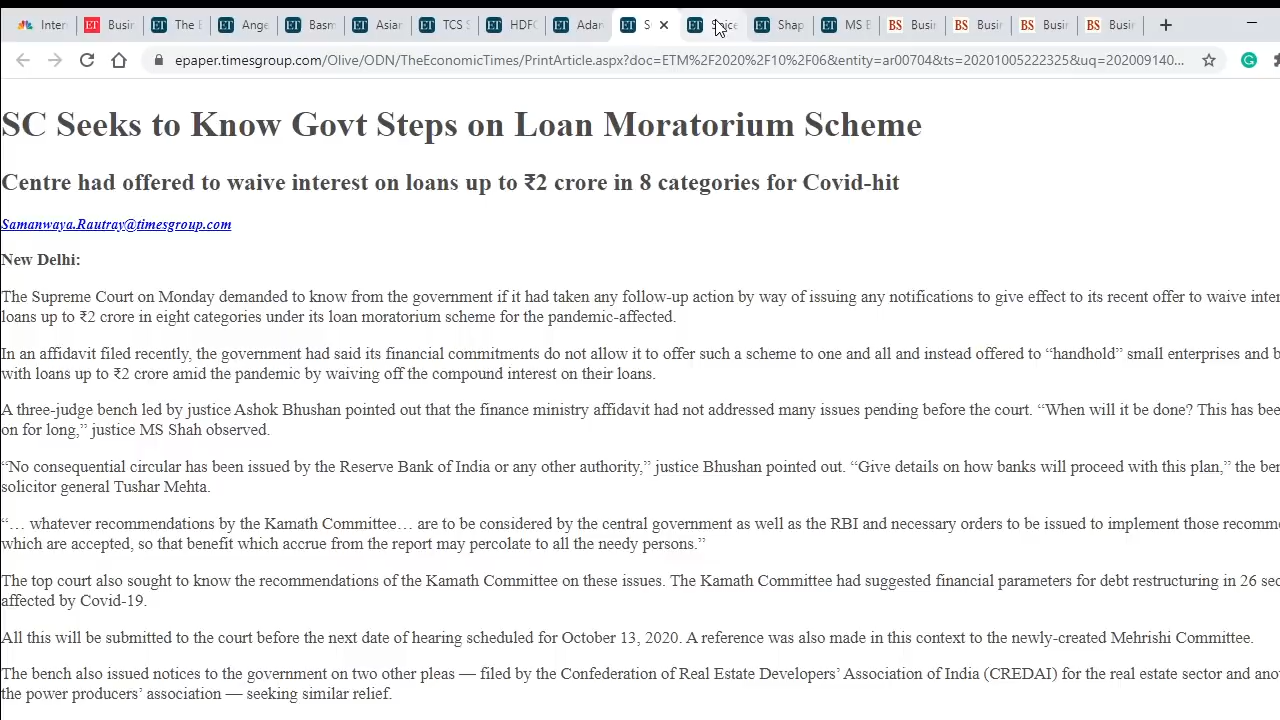 Inter
Busir
The E
Ange
Basm
Asian
TCS S
HDFC
Adan
S
Spice
Shap
MS E
Busir
Busir
Busir
Busir
epaper.timesgroup.com/Olive/ODN/TheEconomicTimes/PrintArticle.aspx?doc=ETM%2F2020%2F10%2F06&entity=ar00704&ts=20201005222325&uq=202009140...
SC Seeks to Know Govt Steps on Loan Moratorium Scheme
Centre had offered to waive interest on loans up to ₹2 crore in 8 categories for Covid-hit
Samanwaya.Rautray@timesgroup.com
New Delhi:
The Supreme Court on Monday demanded to know from the government if it had taken any follow-up action by way of issuing any notifications to give effect to its recent offer to waive inter
loans up to ₹2 crore in eight categories under its loan moratorium scheme for the pandemic-affected.
In an affidavit filed recently, the government had said its financial commitments do not allow it to offer such a scheme to one and all and instead offered to “handhold” small enterprises and b
with loans up to ₹2 crore amid the pandemic by waiving off the compound interest on their loans.
A three-judge bench led by justice Ashok Bhushan pointed out that the finance ministry affidavit had not addressed many issues pending before the court. “When will it be done? This has bee
on for long,” justice MS Shah observed.
“No consequential circular has been issued by the Reserve Bank of India or any other authority,” justice Bhushan pointed out. “Give details on how banks will proceed with this plan,” the ben
solicitor general Tushar Mehta.
“… whatever recommendations by the Kamath Committee… are to be considered by the central government as well as the RBI and necessary orders to be issued to implement those recomme
which are accepted, so that benefit which accrue from the report may percolate to all the needy persons.”
The top court also sought to know the recommendations of the Kamath Committee on these issues. The Kamath Committee had suggested financial parameters for debt restructuring in 26 sec
affected by Covid-19.
All this will be submitted to the court before the next date of hearing scheduled for October 13, 2020. A reference was also made in this context to the newly-created Mehrishi Committee.
The bench also issued notices to the government on two other pleas — filed by the Confederation of Real Estate Developers’ Association of India (CREDAI) for the real estate sector and ano
the power producers’ association — seeking similar relief.